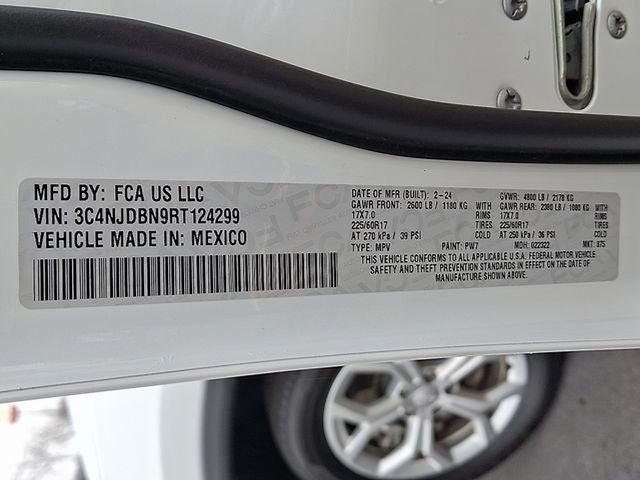 MFD BY: FCA US LLC
VIN: 3C4NJDBN9RT124299
VEHICLE MADE IN: MEXICO
DATE OF MFR (BUILT): 2-24 GVWR: 4800 LB / 2178 KG
GAWR FRONT: 2600 LB / 1180 KG WITH GAWR REAR: 2380 LB / 1080 KG WITH
17X7.0 RIMS 17X7.0 RIMS
225/60R17 TIRES 225/60R17 TIRES
AT 270 kPa / 39 PSI COLD AT 250 kPa / 36 PSI COLD
TYPE: MPV PAINT: PW7 MDH: 022322 MKT: 875
THIS VEHICLE CONFORMS TO ALL APPLICABLE U.S.A. FEDERAL MOTOR VEHICLE
SAFETY AND THEFT PREVENTION STANDARDS IN EFFECT ON THE DATE OF
MANUFACTURE SHOWN ABOVE.